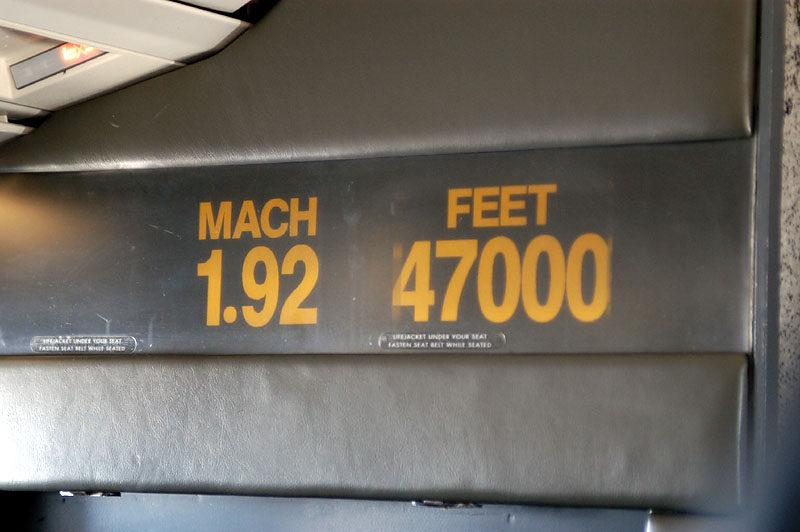 MACH
1.92
FEET
47000
LIFEJACKET UNDER YOUR SEAT
FASTEN SEAT BELT WHILE SEATED
LIFEJACKET UNDER YOUR SEAT
FASTEN SEAT BELT WHILE SEATED